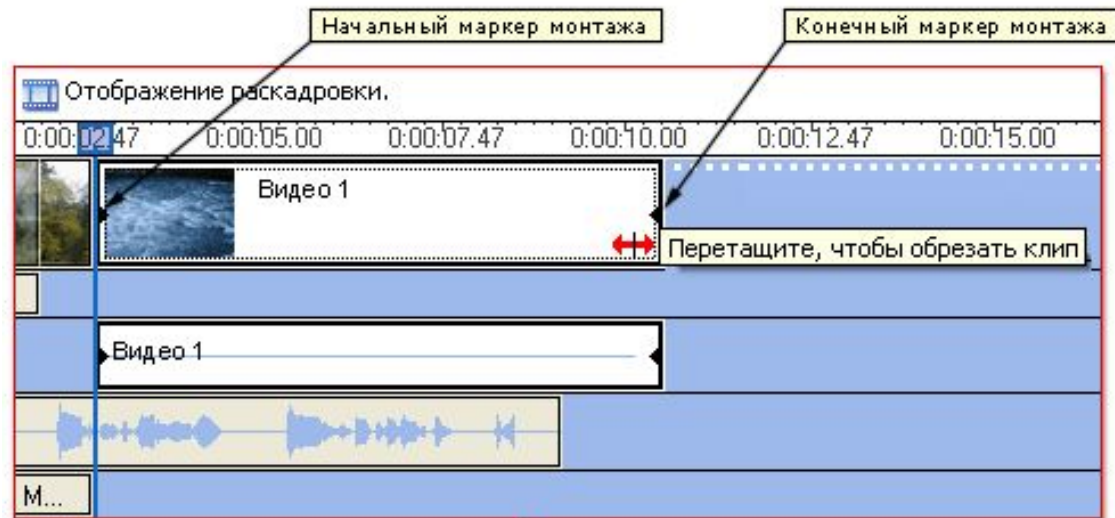 Начальный маркер монтажа
Конечный маркер монтажа
Отображение раскадровки.
0:00:02.47 0:00:05.00 0:00:07.47 0:00:10.00 0:00:12.47 0:00:15.00
Видео 1
Перетащите, чтобы обрезать клип.
Видео 1
М...